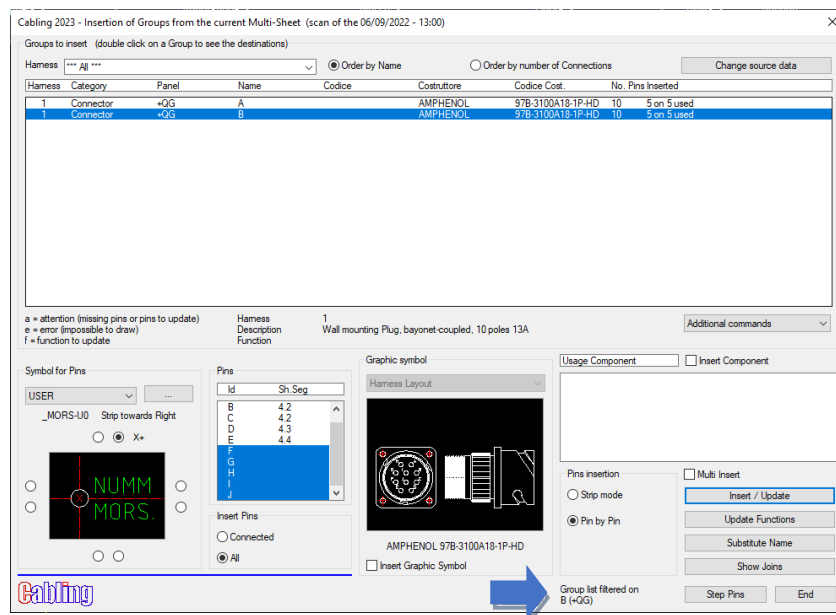 Cabling 2023 - Insertion of Groups from the current Multi-Sheet (scan of the 06/09/2022 - 13:00)
Groups to insert (double click on a Group to see the destinations)
Harness *** All *** Order by Name Order by number of Connections Change source data
Harness Category Panel Name Codice Costruttore Codice Cost. No. Pins Inserted
1 Connector +QG A AMPHENOL 97B-3100A18-1P-HD 10 5 on 5 used
1 Connector +QG B AMPHENOL 97B-3100A18-1P-HD 10 5 on 5 used
a = attention (missing pins or pins to update) Harness 1
e = error (impossible to draw) Description Wall mounting Plug, bayonet-coupled, 10 poles 13A
f = function to update Function
Additional commands
Symbol for Pins
USER ...
_MORS-U0 Strip towards Right
X+
NUMM
MORS.
Pins
Id Sh.Seg
B 4.2
C 4.2
D 4.3
E 4.4
F
G
H
I
J
Insert Pins
Connected
All
Graphic symbol
Harness Layout
AMPHENOL 97B-3100A18-1P-HD
Insert Graphic Symbol
Usage Component Insert Component
Pins insertion
Strip mode
Pin by Pin
Multi Insert
Insert / Update
Update Functions
Substitute Name
Show Joins
Cabling
Group list filtered on
B (+QG)
Step Pins End